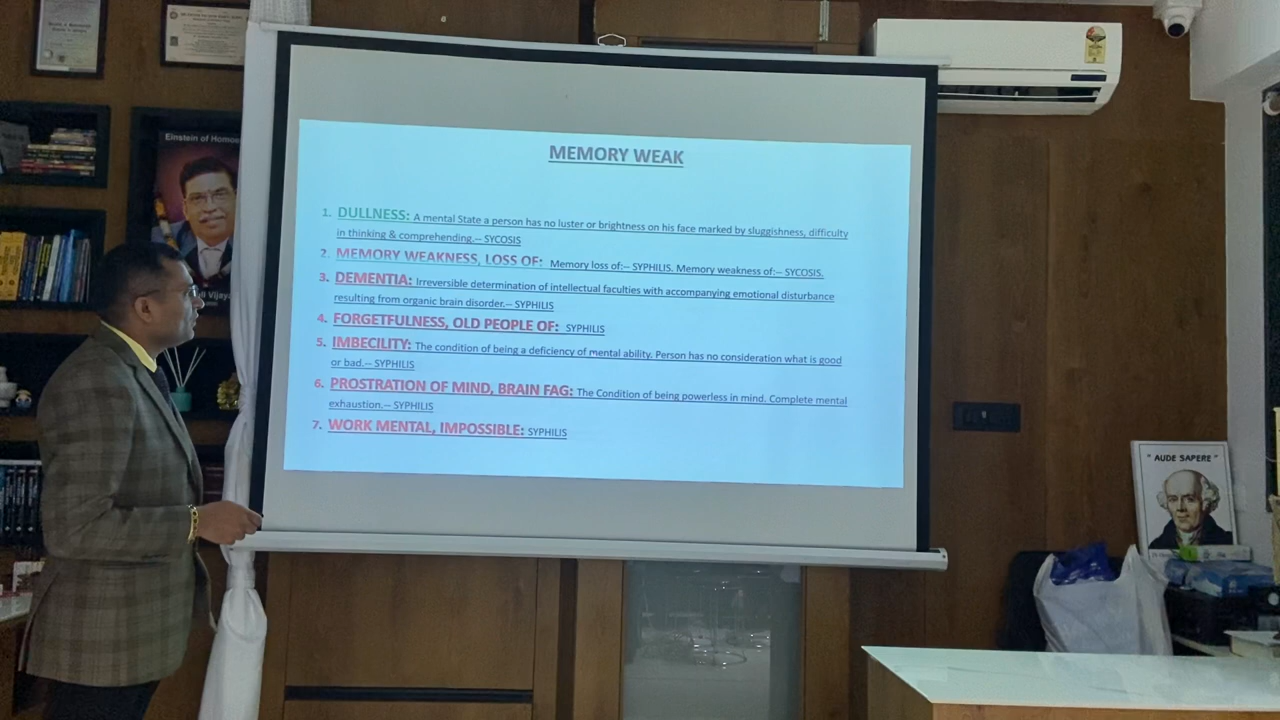 Einstein of Homoe
MEMORY WEAK
1. DULLNESS: A mental State a person has no luster or brightness on his face marked by sluggishness, difficulty
in thinking & comprehending.-- SYCOSIS
2. MEMORY WEAKNESS, LOSS OF: Memory loss of:-- SYPHILIS. Memory weakness of:-- SYCOSIS.
3. DEMENTIA: Irreversible determination of intellectual faculties with accompanying emotional disturbance
resulting from organic brain disorder.-- SYPHILIS
4. FORGETFULNESS, OLD PEOPLE OF: SYPHILIS
5. IMBECILITY: The condition of being a deficiency of mental ability. Person has no consideration what is good
or bad.-- SYPHILIS
6. PROSTRATION OF MIND, BRAIN FAG: The Condition of being powerless in mind. Complete mental
exhaustion.-- SYPHILIS
7. WORK MENTAL, IMPOSSIBLE: SYPHILIS
Vijay
" AUDE SAPERE "